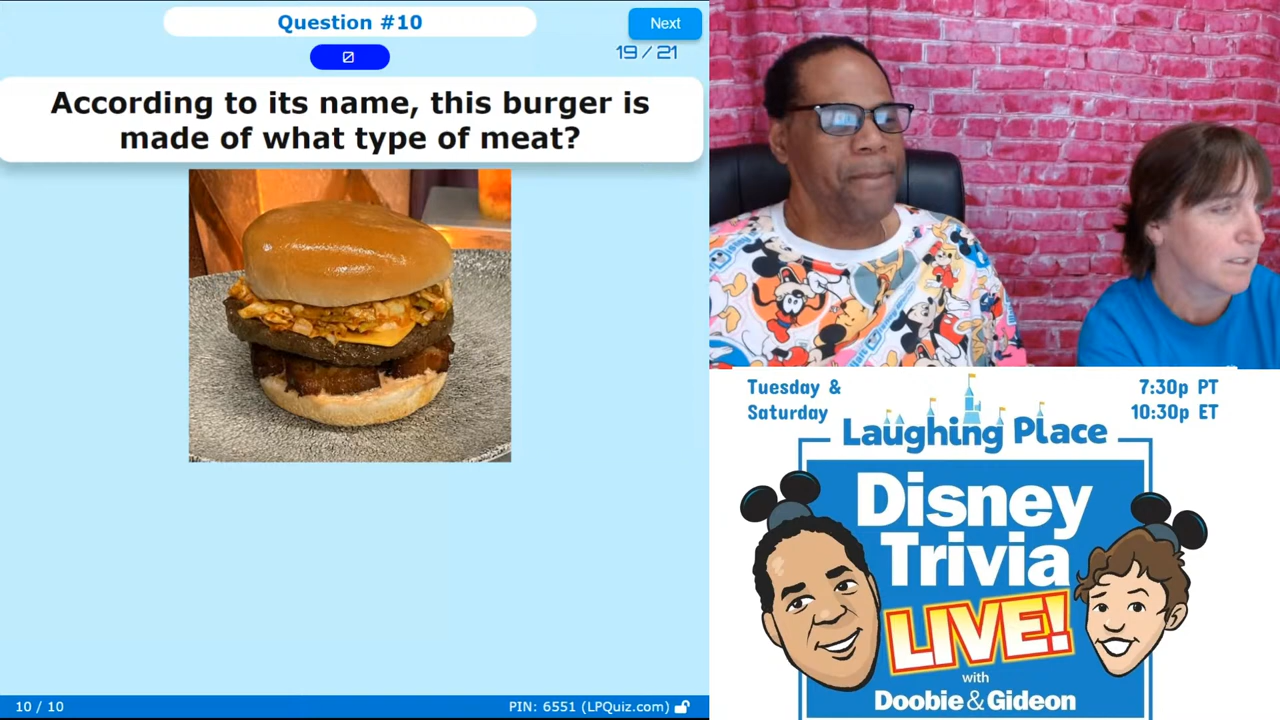 Question #10
Next
19/21
According to its name, this burger is
made of what type of meat?
Tuesday &
Saturday
7:30p PT
10:30p ET
Laughing Place
Disney
Trivia
LIVE!
with
Doobie & Gideon
10 / 10
PIN: 6551 (LPQuiz.com)